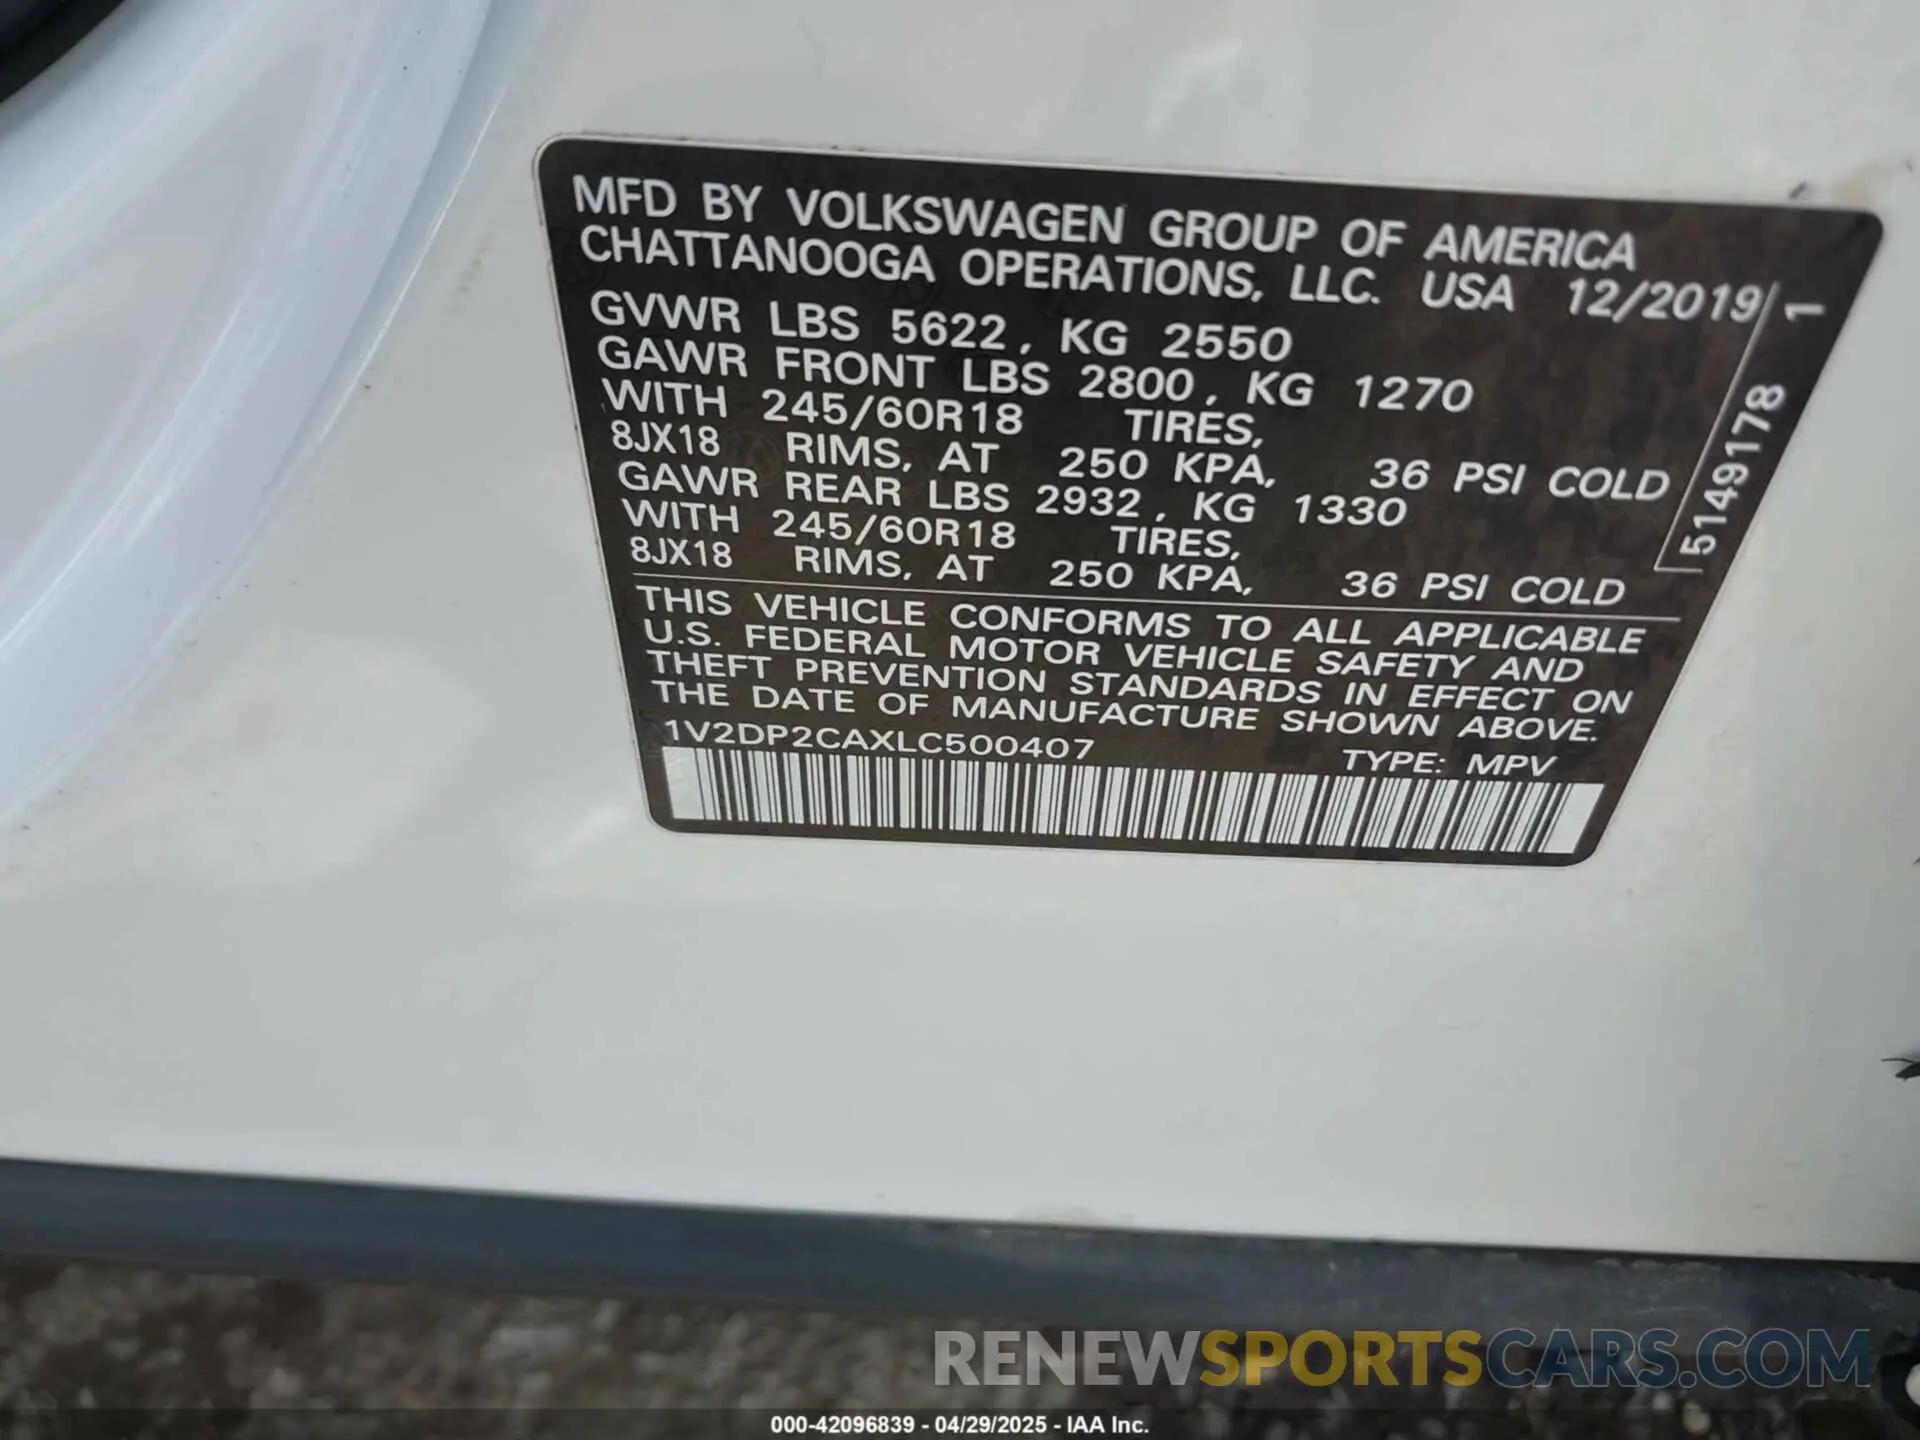 MFD BY VOLKSWAGEN GROUP OF AMERICA
CHATTANOOGA OPERATIONS, LLC. USA 12/2019
GVWR LBS 5622, KG 2550
GAWR FRONT LBS 2800, KG 1270
WITH 245/60R18 TIRES,
8JX18 RIMS, AT 250 KPA, 36 PSI COLD
GAWR REAR LBS 2932, KG 1330
WITH 245/60R18 TIRES,
8JX18 RIMS, AT 250 KPA, 36 PSI COLD
5149178 1
THIS VEHICLE CONFORMS TO ALL APPLICABLE
U.S. FEDERAL MOTOR VEHICLE SAFETY AND
THEFT PREVENTION STANDARDS IN EFFECT ON
THE DATE OF MANUFACTURE SHOWN ABOVE.
1V2DP2CAXLC500407 TYPE: MPV
RENEWSPORTSCARS.COM
000-42096839 - 04/29/2025 - IAA Inc.